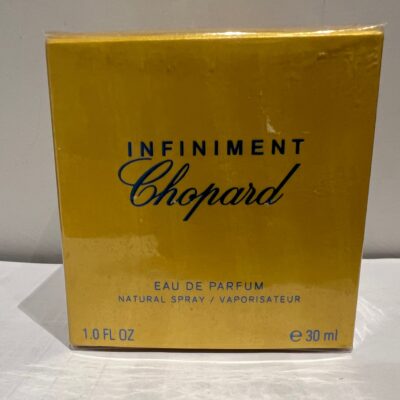 INFINIMENT
Chopard
EAU DE PARFUM
NATURAL SPRAY / VAPORISATEUR
1.0 FL OZ ℮ 30 ml